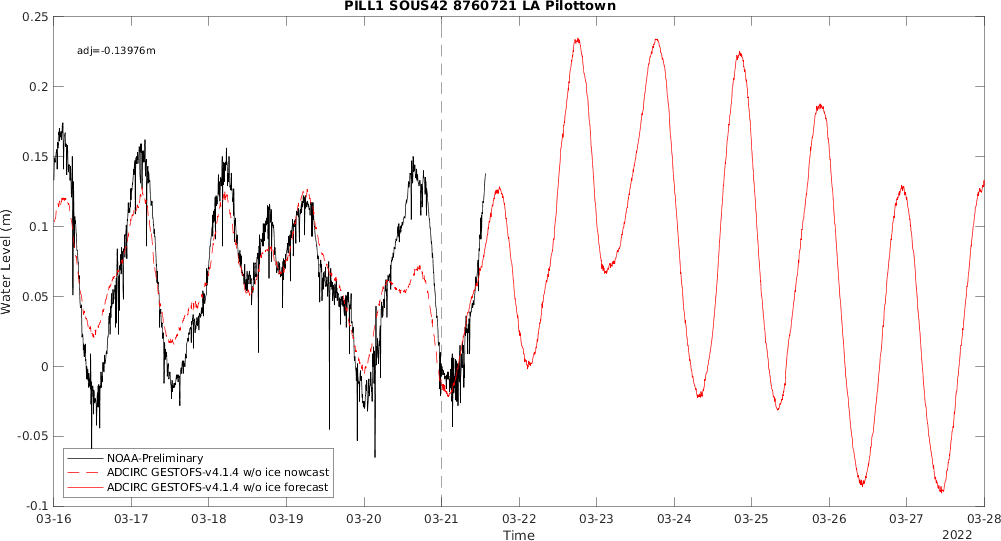 PILL1 SOUS42 8760721 LA Pilottown
adj=-0.13976m
Water Level (m)
0.25
0.2
0.15
0.1
0.05
0
-0.05
-0.1
NOAA-Preliminary
ADCIRC GESTOFS-v4.1.4 w/o ice nowcast
ADCIRC GESTOFS-v4.1.4 w/o ice forecast
03-16 03-17 03-18 03-19 03-20 03-21 03-22 03-23 03-24 03-25 03-26 03-27 03-28
Time
2022